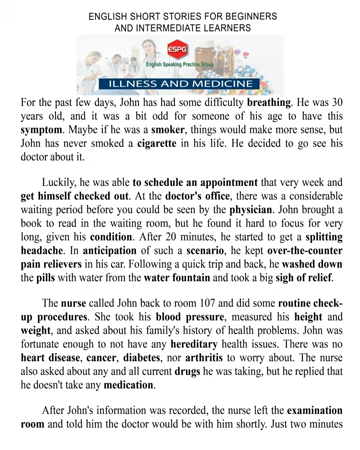 ENGLISH SHORT STORIES FOR BEGINNERS
AND INTERMEDIATE LEARNERS
ESPG
English Speaking Practice Group
ILLNESS AND MEDICINE
For the past few days, John has had some difficulty breathing. He was 30
years old, and it was a bit odd for someone of his age to have this
symptom. Maybe if he was a smoker, things would make more sense, but
John has never smoked a cigarette in his life. He decided to go see his
doctor about it.
Luckily, he was able to schedule an appointment that very week and
get himself checked out. At the doctor's office, there was a considerable
waiting period before you could be seen by the physician. John brought a
book to read in the waiting room, but he found it hard to focus for very
long, given his condition. After 20 minutes, he started to get a splitting
headache. In anticipation of such a scenario, he kept over-the-counter
pain relievers in his car. Following a quick trip and back, he washed down
the pills with water from the water fountain and took a big sigh of relief.
The nurse called John back to room 107 and did some routine check-
up procedures. She took his blood pressure, measured his height and
weight, and asked about his family's history of health problems. John was
fortunate enough to not have any hereditary health issues. There was no
heart disease, cancer, diabetes, nor arthritis to worry about. The nurse
also asked about any and all current drugs he was taking, but he replied that
he doesn't take any medication.
After John's information was recorded, the nurse left the examination
room and told him the doctor would be with him shortly. Just two minutes